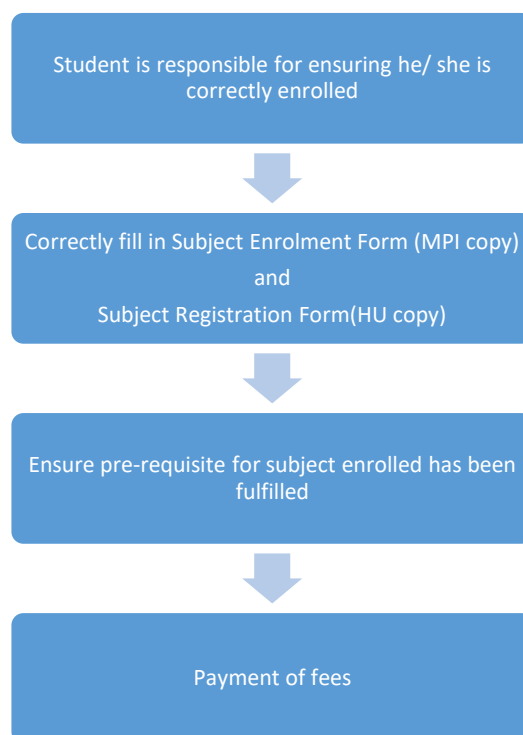 Student is responsible for ensuring he/ she is
correctly enrolled
Correctly fill in Subject Enrolment Form (MPI copy)
and
Subject Registration Form(HU copy)
Ensure pre-requisite for subject enrolled has been
fulfilled
Payment of fees